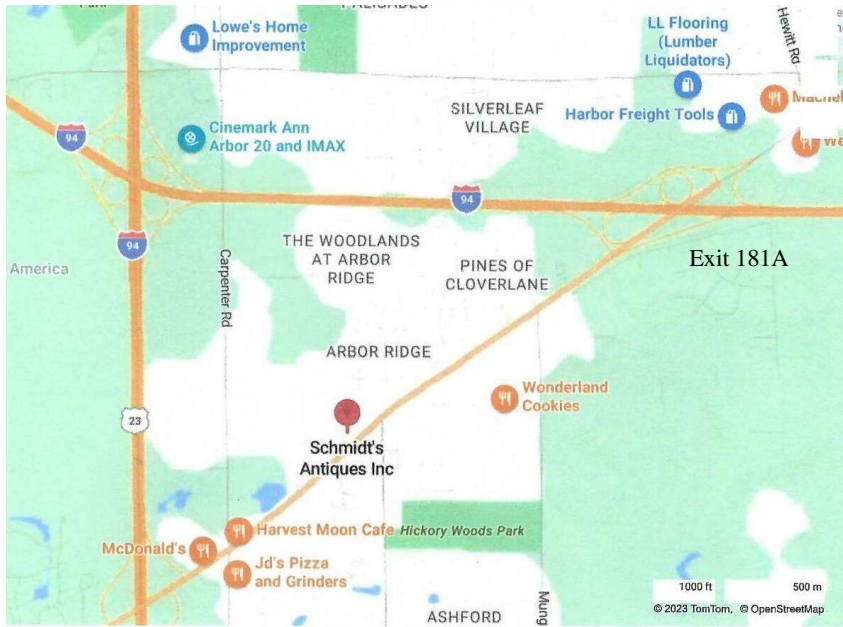 Park
PALISADES
Lowe's Home
Improvement
LL Flooring
(Lumber
Liquidators)
Hewitt Rd
94
Cinemark Ann
Arbor 20 and IMAX
SILVERLEAF
VILLAGE
Harbor Freight Tools
94
94
America
Carpenter Rd
THE WOODLANDS
AT ARBOR
RIDGE
PINES OF
CLOVERLANE
Exit 181A
ARBOR RIDGE
23
Wonderland
Cookies
Schmidt's
Antiques Inc
McDonald's
Harvest Moon Cafe
Hickory Woods Park
Jd's Pizza
and Grinders
ASHFORD
Mung
1000 ft
500 m
© 2023 TomTom, © OpenStreetMap